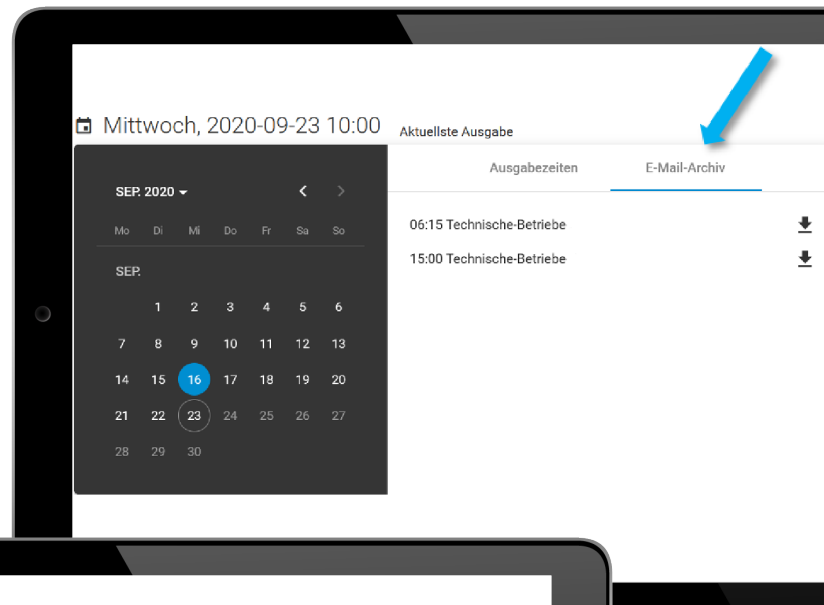 Mittwoch, 2020-09-23 10:00
Aktuellste Ausgabe
SEP. 2020
Mo Di Mi Do Fr Sa So
SEP.
1 2 3 4 5 6
7 8 9 10 11 12 13
14 15 16 17 18 19 20
21 22 23 24 25 26 27
28 29 30
Ausgabezeiten E-Mail-Archiv
06:15 Technische-Betriebe
15:00 Technische-Betriebe